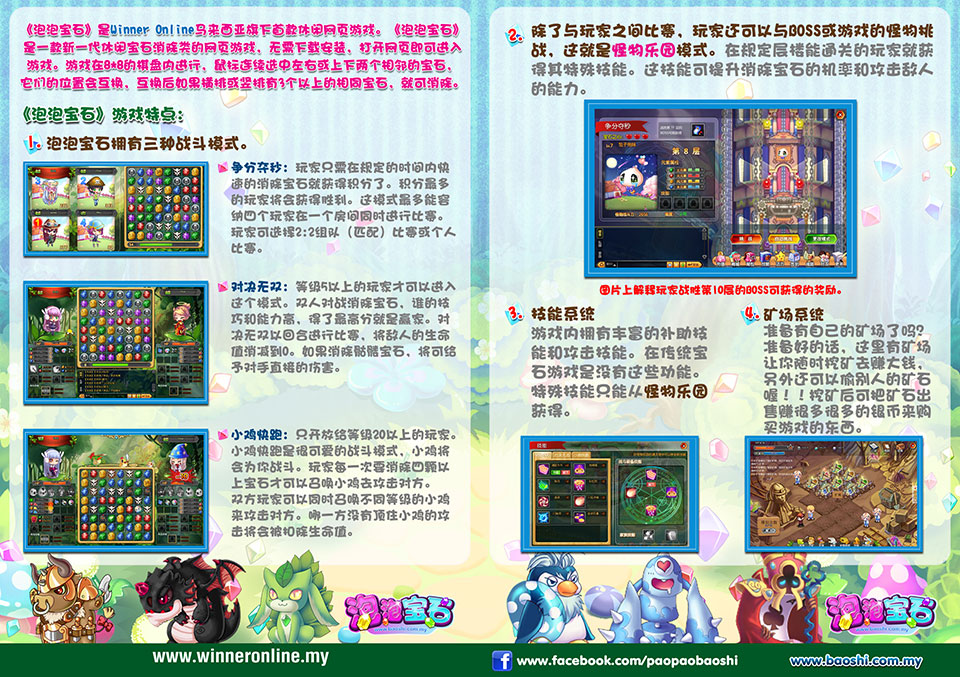 《泡泡宝石》是Winner Online马来西亚旗下首款休闲网页游戏。《泡泡宝石》
是一款新一代休闲宝石消除类的网页游戏，无需下载安装，打开网页即可进入
游戏。游戏在8*8的棋盘内进行，鼠标连续选中左右或上下两个相邻的宝石，
它们的位置会互换，互换后如果横排或竖排有3个以上的相同宝石，就可消除。
《泡泡宝石》游戏特点：
1. 泡泡宝石拥有三种战斗模式。
争分夺秒：玩家只需在规定的时间内快
速的消除宝石就获得积分了。积分最多
的玩家将会获得胜利。这模式最多能容
纳四个玩家在一个房间同时进行比赛。
玩家可选择2:2组队（匹配）比赛或个人
比赛。
对决无双：等级5以上的玩家才可以进入
这个模式。双人对战消除宝石，谁的技
巧和能力高，得了最高分就是赢家。对
决无双以回合进行比赛，将敌人的生命
值消减到0。如果消除骷髅宝石，将可给
予对手直接的伤害。
小鸡快跑：只开放给等级20以上的玩家。
小鸡快跑是很可爱的战斗模式，小鸡将
会为你战斗。玩家每一次要消除四颗以
上宝石才可以召唤小鸡去攻击对方。
双方玩家可以同时召唤不同等级的小鸡
来攻击对方。哪一方没有顶住小鸡的攻
击将会被扣除生命值。
2. 除了与玩家之间比赛，玩家还可以与BOSS或游戏的怪物挑
战，这就是怪物乐园模式。在规定层楼能通关的玩家就获
得其特殊技能。这技能可提升消除宝石的机率和攻击敌人
的能力。
争分夺秒
第 8 层
图片上解释玩家战胜第10层的BOSS可获得的奖励。
3. 技能系统
游戏内拥有丰富的补助技
能和攻击技能。在传统宝
石游戏是没有这些功能。
特殊技能只能从怪物乐园
获得。
4. 矿场系统
准备有自己的矿场了吗？
准备好的话，这里有矿场
让你随时挖矿去赚大钱，
另外还可以偷别人的矿石
喔！！挖矿后可把矿石出
售赚很多很多的银币来购
买游戏的东西。
泡泡宝石
泡泡宝石
www.winneronline.my
www.facebook.com/paopaobaoshi
www.baoshi.com.my